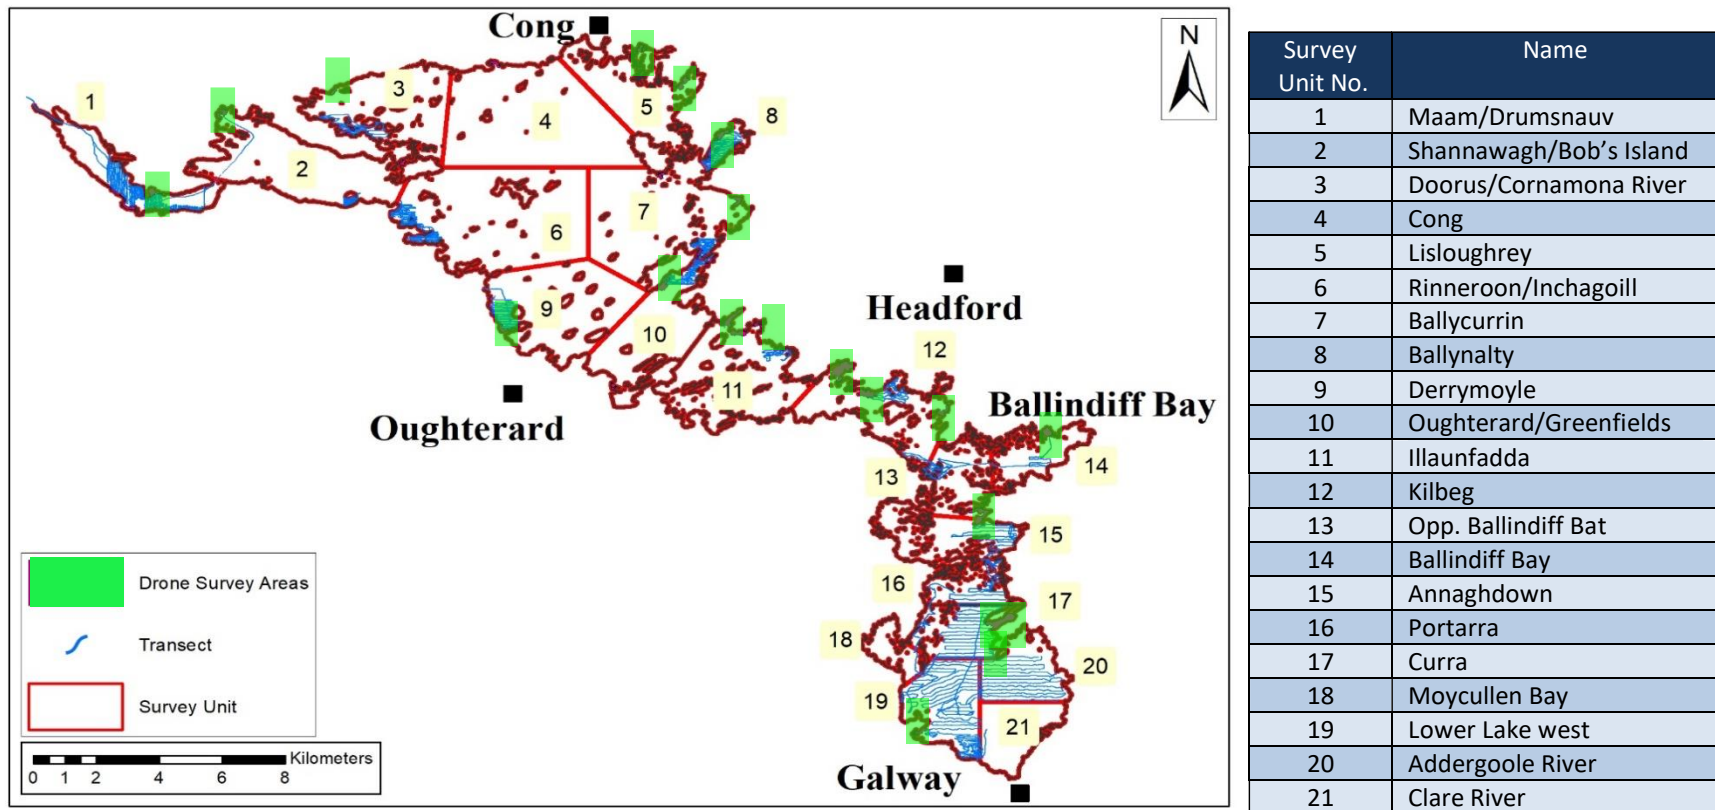 Cong
N
1
2
3
4
5
6
7
8
9
10
11
12
13
14
15
16
17
18
19
20
21
Headford
Oughterard
Ballindiff Bay
Galway
Drone Survey Areas
Transect
Survey Unit
Kilometers
0 1 2 4 6 8
Survey Unit No. Name
1 Maam/Drumsnauv
2 Shannawagh/Bob's Island
3 Doorus/Cornamona River
4 Cong
5 Lisloughrey
6 Rinneroon/Inchagoill
7 Ballycurrin
8 Ballynalty
9 Derrymoyle
10 Oughterard/Greenfields
11 Illaunfadda
12 Kilbeg
13 Opp. Ballindiff Bat
14 Ballindiff Bay
15 Annaghdown
16 Portarra
17 Curra
18 Moycullen Bay
19 Lower Lake west
20 Addergoole River
21 Clare River